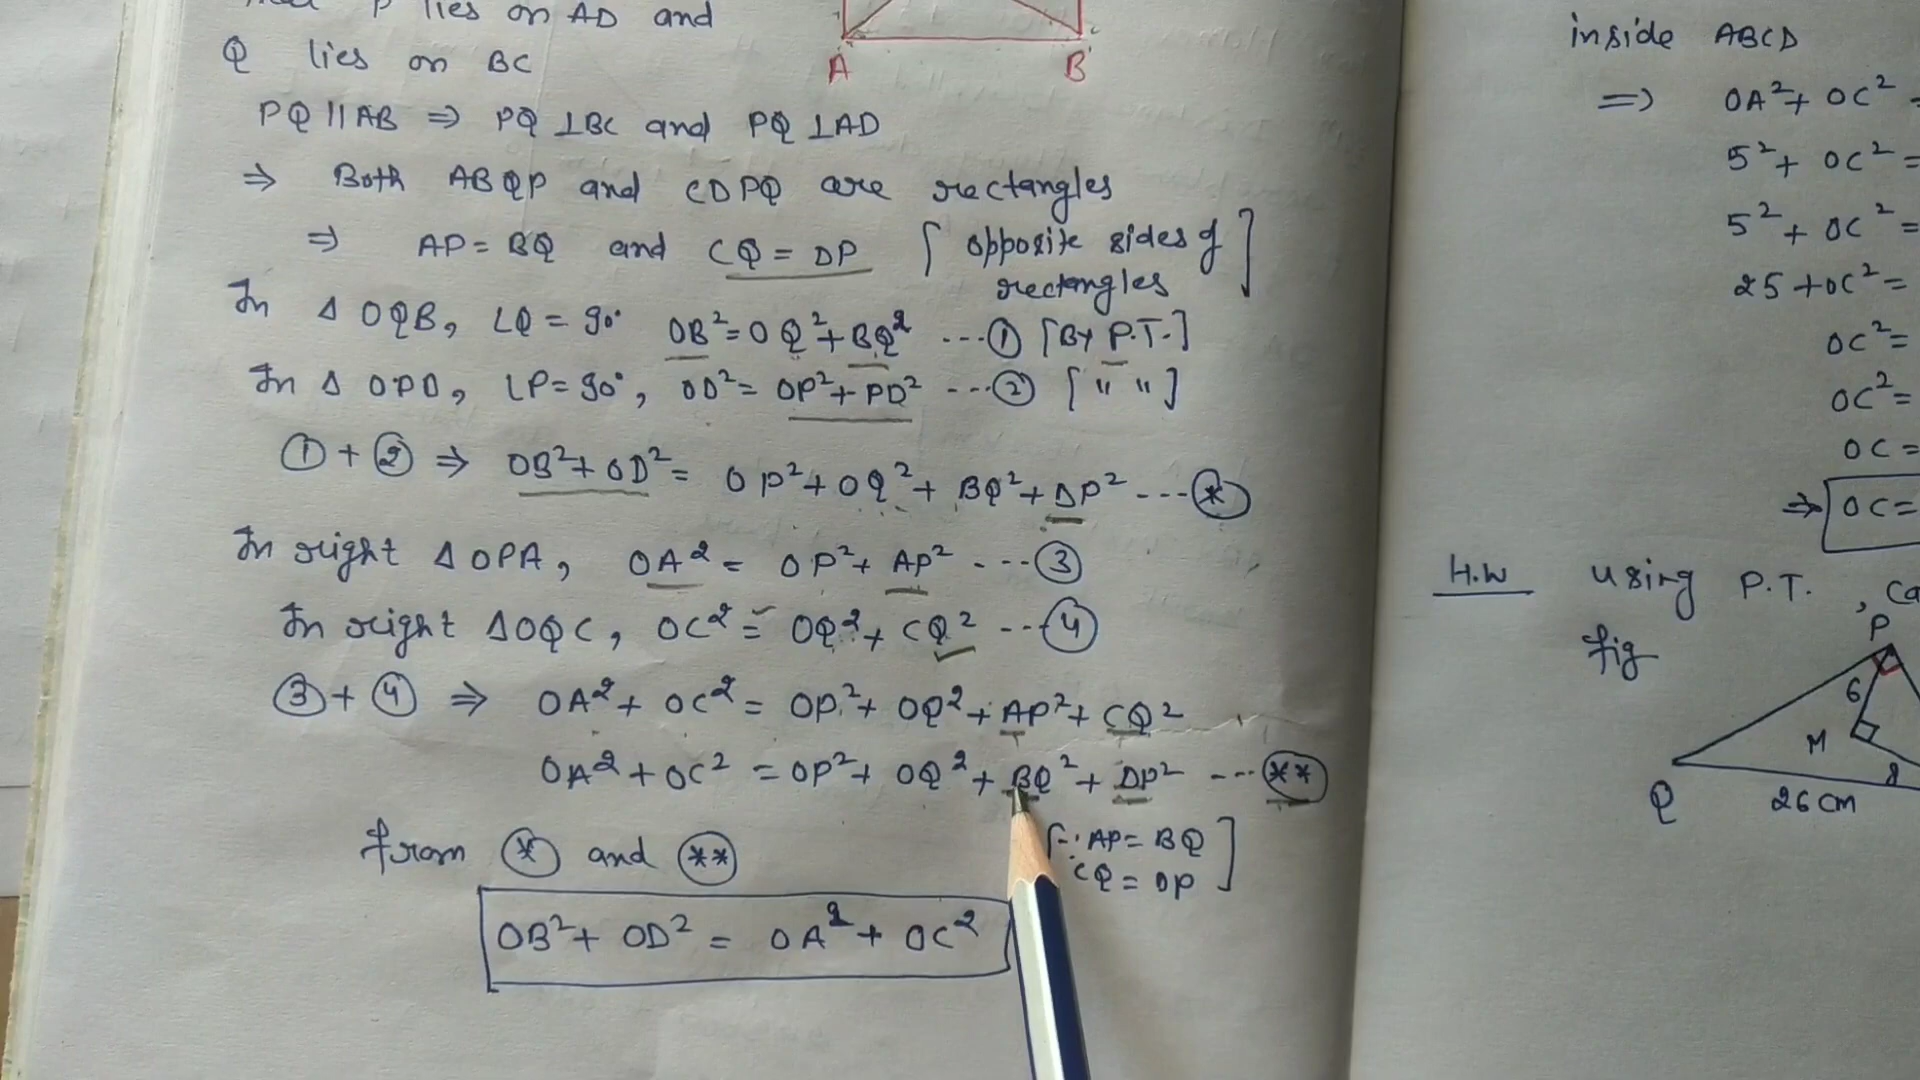 P lies on AD and
Q lies on BC
A B
PQ || AB ⇒ PQ ⊥ BC and PQ ⊥ AD
⇒ Both ABQP and CDPQ are rectangles
⇒ AP = BQ and CQ = DP [ opposite sides of
rectangles ]
In Δ OQB, ∠Q = 90° OB² = OQ² + BQ² ---① [By P.T.]
In Δ OPD, ∠P = 90°, OD² = OP² + PD² ---② [ " " ]
① + ② ⇒ OB² + OD² = OP² + OQ² + BQ² + DP² ---(*)
In right Δ OPA, OA² = OP² + AP² ---③
In right Δ OQC, OC² = OQ² + CQ² ---④
③ + ④ ⇒ OA² + OC² = OP² + OQ² + AP² + CQ²
OA² + OC² = OP² + OQ² + BQ² + DP² ---(**)
from (*) and (**) [∵ AP = BQ
CQ = DP ]
OB² + OD² = OA² + OC²
inside ABCD
⇒ OA² + OC²
5² + OC² =
5² + OC² =
25 + OC² =
OC² =
OC² =
OC =
⇒ OC =
H.W Using P.T. ,
fig
P
6
M
8
Q 26 cm